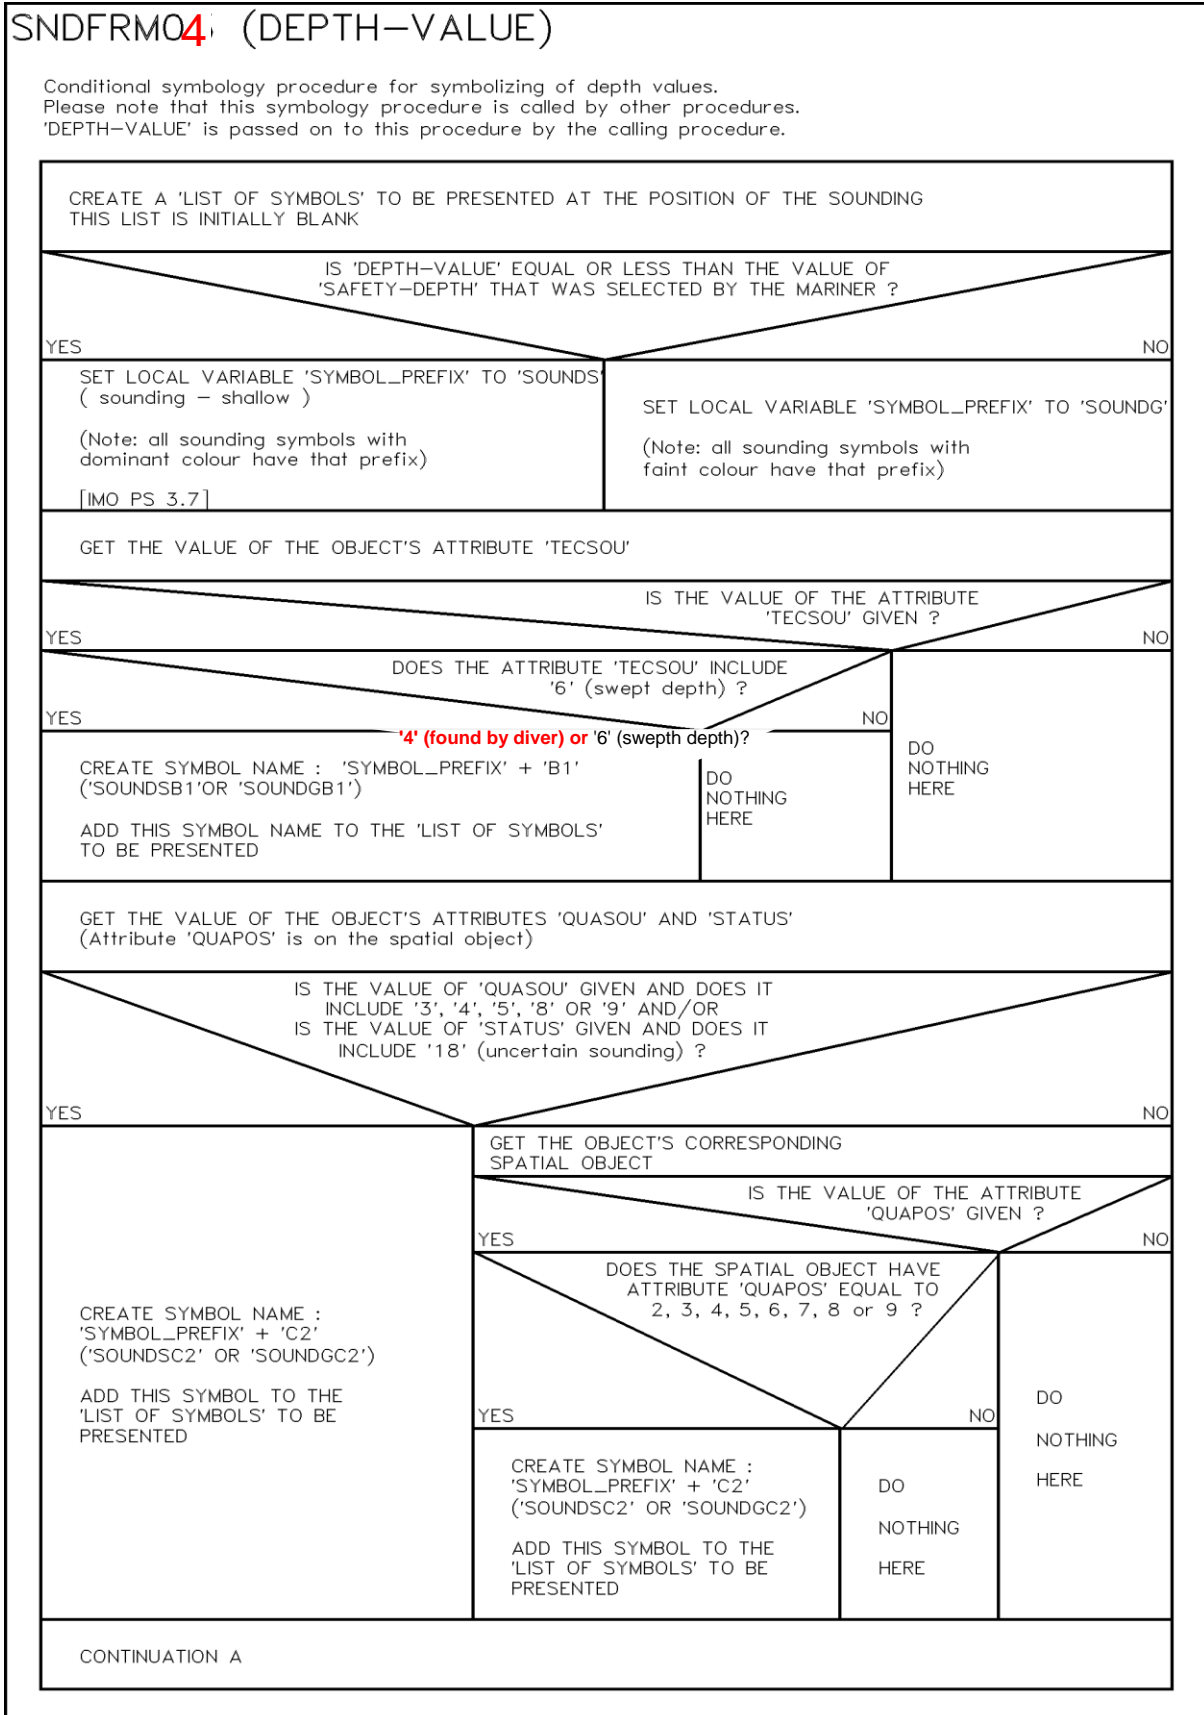 SNDFRM04 (DEPTH–VALUE)
Conditional symbology procedure for symbolizing of depth values.
Please note that this symbology procedure is called by other procedures.
'DEPTH–VALUE' is passed on to this procedure by the calling procedure.
CREATE A 'LIST OF SYMBOLS' TO BE PRESENTED AT THE POSITION OF THE SOUNDING
THIS LIST IS INITIALLY BLANK
IS 'DEPTH–VALUE' EQUAL OR LESS THAN THE VALUE OF
'SAFETY–DEPTH' THAT WAS SELECTED BY THE MARINER ?
YES
NO
SET LOCAL VARIABLE 'SYMBOL_PREFIX' TO 'SOUNDS'
( sounding – shallow )
(Note: all sounding symbols with
dominant colour have that prefix)
[IMO PS 3.7]
SET LOCAL VARIABLE 'SYMBOL_PREFIX' TO 'SOUNDG'
(Note: all sounding symbols with
faint colour have that prefix)
GET THE VALUE OF THE OBJECT'S ATTRIBUTE 'TECSOU'
IS THE VALUE OF THE ATTRIBUTE
'TECSOU' GIVEN ?
YES
NO
DOES THE ATTRIBUTE 'TECSOU' INCLUDE
'6' (swept depth) ?
YES
NO
'4' (found by diver) or '6' (swepth depth)?
CREATE SYMBOL NAME : 'SYMBOL_PREFIX' + 'B1'
('SOUNDSB1'OR 'SOUNDGB1')
ADD THIS SYMBOL NAME TO THE 'LIST OF SYMBOLS'
TO BE PRESENTED
DO
NOTHING
HERE
DO
NOTHING
HERE
GET THE VALUE OF THE OBJECT'S ATTRIBUTES 'QUASOU' AND 'STATUS'
(Attribute 'QUAPOS' is on the spatial object)
IS THE VALUE OF 'QUASOU' GIVEN AND DOES IT
INCLUDE '3', '4', '5', '8' OR '9' AND/OR
IS THE VALUE OF 'STATUS' GIVEN AND DOES IT
INCLUDE '18' (uncertain sounding) ?
YES
NO
GET THE OBJECT'S CORRESPONDING
SPATIAL OBJECT
IS THE VALUE OF THE ATTRIBUTE
'QUAPOS' GIVEN ?
YES
NO
DOES THE SPATIAL OBJECT HAVE
ATTRIBUTE 'QUAPOS' EQUAL TO
2, 3, 4, 5, 6, 7, 8 or 9 ?
YES
NO
CREATE SYMBOL NAME :
'SYMBOL_PREFIX' + 'C2'
('SOUNDSC2' OR 'SOUNDGC2')
ADD THIS SYMBOL TO THE
'LIST OF SYMBOLS' TO BE
PRESENTED
CREATE SYMBOL NAME :
'SYMBOL_PREFIX' + 'C2'
('SOUNDSC2' OR 'SOUNDGC2')
ADD THIS SYMBOL TO THE
'LIST OF SYMBOLS' TO BE
PRESENTED
DO
NOTHING
HERE
DO
NOTHING
HERE
CONTINUATION A